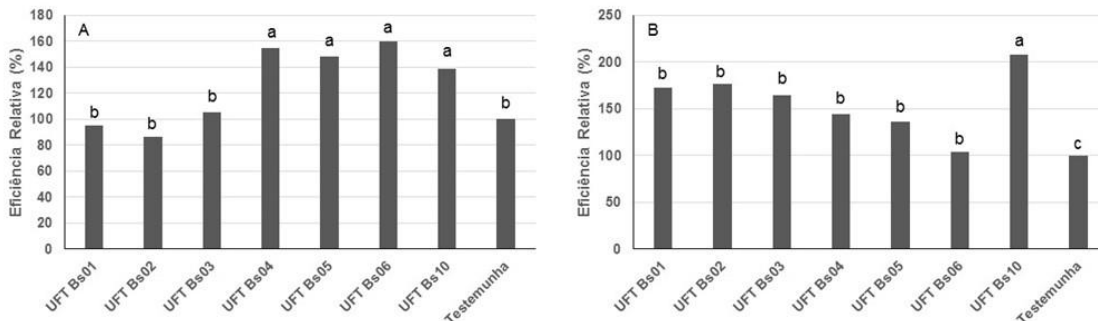 A
Eficiência Relativa (%)
180
160
140
120
100
80
60
40
20
0
b
b
b
a
a
a
a
b
UFT Bs01
UFT Bs02
UFT Bs03
UFT Bs04
UFT Bs05
UFT Bs06
UFT Bs10
Testemunha
B
Eficiência Relativa (%)
250
200
150
100
50
0
b
b
b
b
b
b
a
c
UFT Bs01
UFT Bs02
UFT Bs03
UFT Bs04
UFT Bs05
UFT Bs06
UFT Bs10
Testemunha